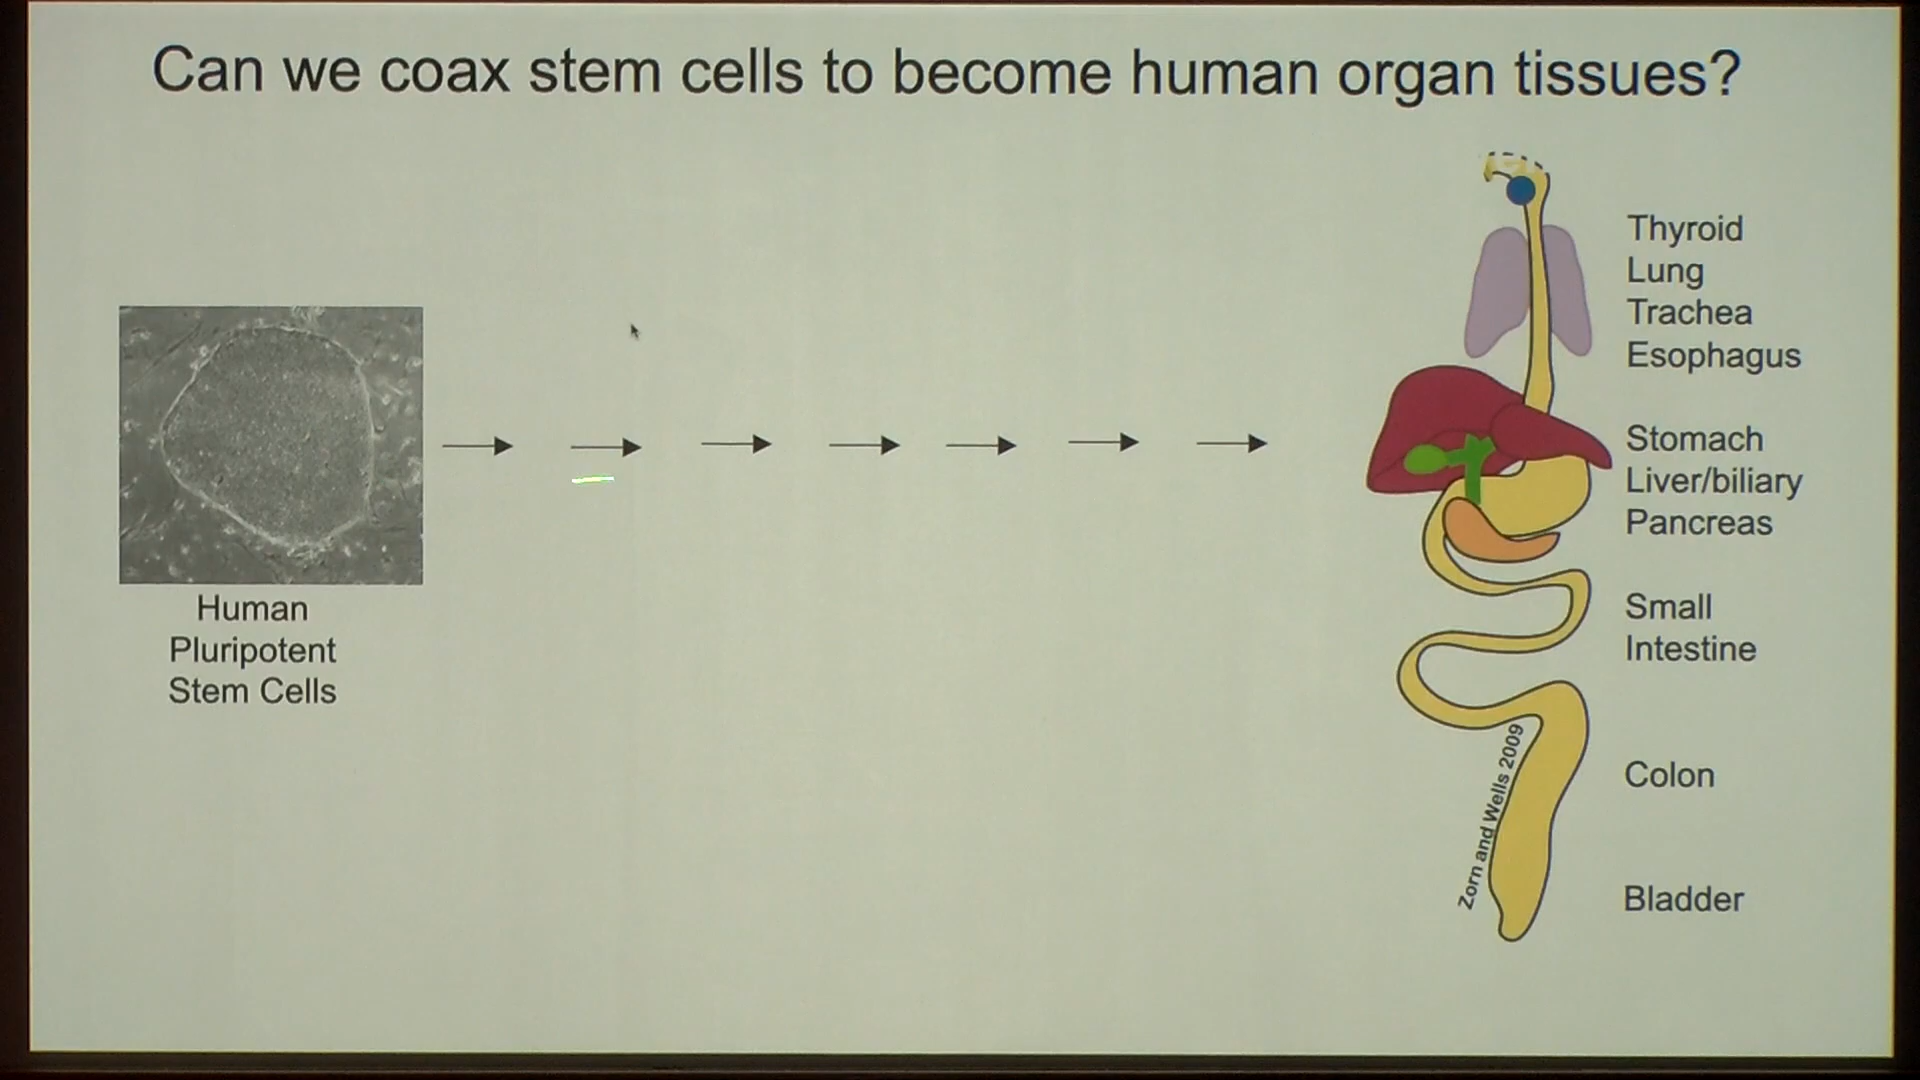 Can we coax stem cells to become human organ tissues?
Human
Pluripotent
Stem Cells
Thyroid
Lung
Trachea
Esophagus
Stomach
Liver/biliary
Pancreas
Small
Intestine
Colon
Bladder
Zorn and Wells 2009